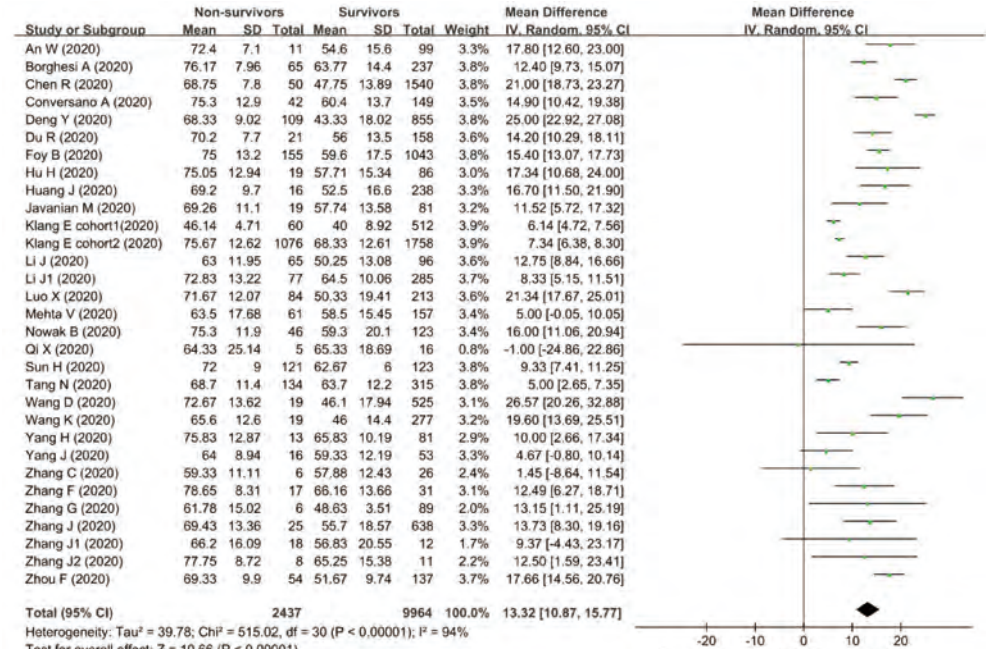 Non-survivors Survivors Mean Difference Mean Difference
Study or Subgroup Mean SD Total Mean SD Total Weight IV, Random, 95% CI IV, Random, 95% CI
An W (2020) 72.4 7.1 11 54.6 15.6 99 3.3% 17.80 [12.60, 23.00]
Borghesi A (2020) 76.17 7.96 65 63.77 14.4 237 3.8% 12.40 [9.73, 15.07]
Chen R (2020) 68.75 7.8 50 47.75 13.89 1540 3.8% 21.00 [18.73, 23.27]
Conversano A (2020) 75.3 12.9 42 60.4 13.7 149 3.4% 14.90 [10.42, 19.38]
Deng Y (2020) 68.33 9.02 109 43.33 18.02 855 3.8% 25.00 [22.92, 27.08]
Du R (2020) 70.2 7.7 21 56 13.5 158 3.5% 14.20 [10.29, 18.11]
Foy B (2020) 75 13.2 155 59.6 17.5 1043 3.8% 15.40 [13.07, 17.73]
Hu H (2020) 75.05 12.94 19 57.71 15.34 86 3.0% 17.34 [10.68, 24.00]
Huang J (2020) 69.2 9.7 16 52.5 16.6 238 3.3% 16.70 [11.50, 21.90]
Javanian M (2020) 69.26 11.1 19 57.74 13.58 81 3.2% 11.52 [5.72, 17.32]
Klang E cohort1(2020) 46.14 4.71 60 40 8.92 512 3.9% 6.14 [4.72, 7.56]
Klang E cohort2 (2020) 75.67 12.62 1076 68.33 12.61 1758 3.9% 7.34 [6.38, 8.30]
Li J (2020) 63 11.95 65 50.25 13.08 96 3.5% 12.75 [8.84, 16.66]
Li J1 (2020) 72.83 13.22 77 64.5 10.06 285 3.7% 8.33 [5.15, 11.51]
Luo X (2020) 71.67 12.07 84 50.33 19.41 213 3.6% 21.34 [17.67, 25.01]
Mehta V (2020) 63.5 17.68 61 58.5 15.45 157 3.3% 5.00 [-0.05, 10.05]
Nowak B (2020) 75.3 11.9 46 59.3 20.1 123 3.3% 16.00 [11.06, 20.94]
Qi X (2020) 64.33 25.14 5 65.33 18.69 16 0.8% -1.00 [-24.86, 22.86]
Sun H (2020) 72 9 121 62.67 6 123 3.8% 9.33 [7.41, 11.25]
Tang N (2020) 68.7 11.4 134 63.7 12.2 315 3.8% 5.00 [2.65, 7.35]
Wang D (2020) 72.67 13.62 19 46.1 17.94 525 3.1% 26.57 [20.26, 32.88]
Wang K (2020) 65.6 12.6 19 46 14.4 277 3.1% 19.60 [13.69, 25.51]
Yang H (2020) 75.83 12.87 13 65.83 10.19 81 2.9% 10.00 [2.66, 17.34]
Yang J (2020) 64 8.94 16 59.33 12.19 53 3.2% 4.67 [-0.80, 10.14]
Zhang C (2020) 59.33 11.11 6 57.88 12.43 26 2.4% 1.45 [-8.64, 11.54]
Zhang F (2020) 78.65 8.31 17 66.16 13.66 31 3.1% 12.49 [6.27, 18.71]
Zhang G (2020) 61.78 15.02 6 48.63 3.51 89 2.0% 13.15 [1.11, 25.19]
Zhang J (2020) 69.43 13.36 25 55.7 18.57 638 3.2% 13.73 [8.30, 19.16]
Zhang J1 (2020) 66.2 16.09 18 56.83 20.55 12 1.7% 9.37 [-4.43, 23.17]
Zhang J2 (2020) 77.75 8.72 8 65.25 15.38 11 2.2% 12.50 [1.59, 23.41]
Zhou F (2020) 69.33 9.9 54 51.67 9.74 137 3.7% 17.66 [14.56, 20.76]
Total (95% CI) 2437 9964 100.0% 13.32 [10.87, 15.77]
Heterogeneity: Tau² = 39.78; Chi² = 515.02, df = 30 (P < 0.00001); I² = 94%
Test for overall effect: Z = 10.66 (P < 0.00001)
-20 -10 0 10 20